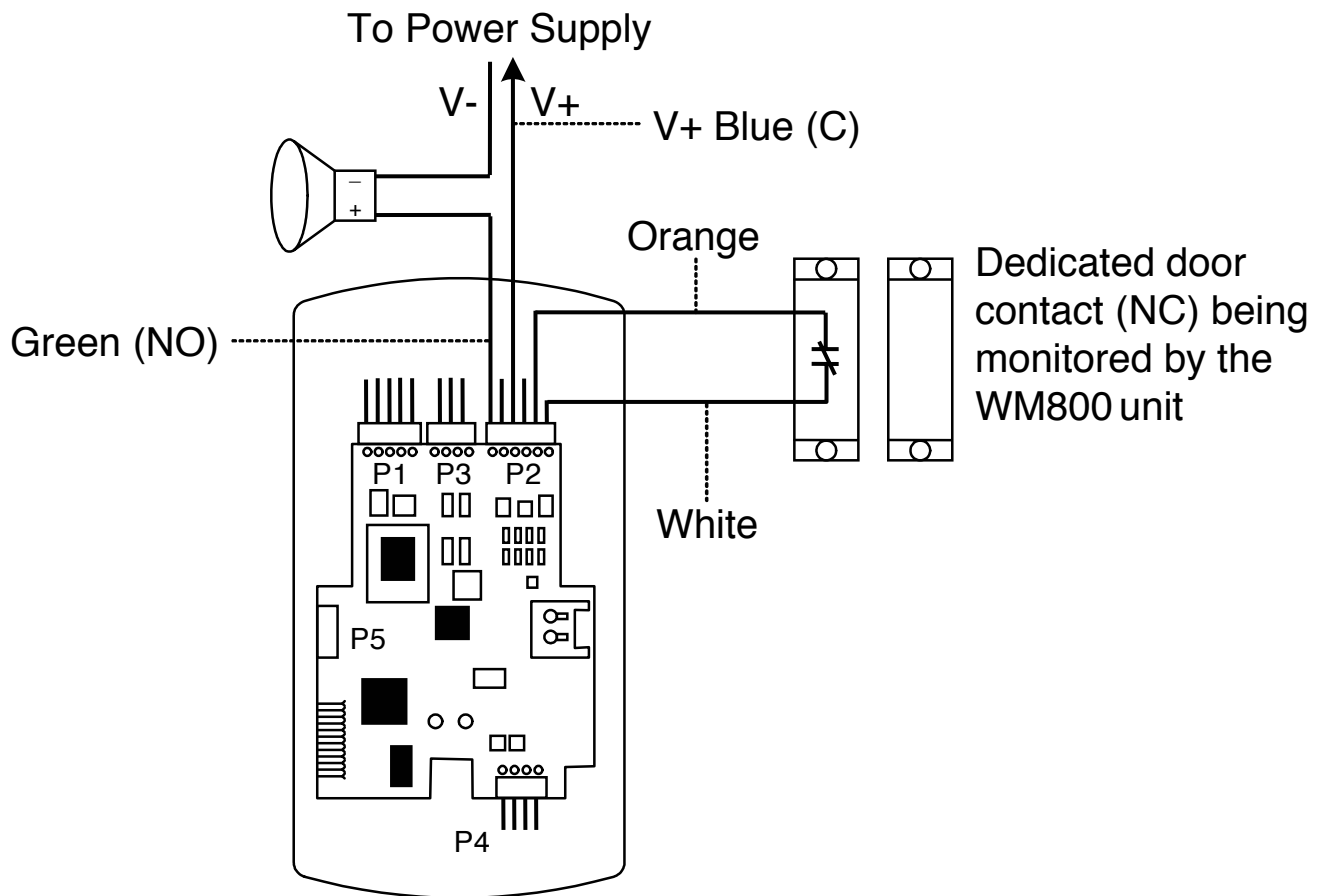 To Power Supply
V-
V+
V+ Blue (C)
−
+
Orange
Dedicated door
contact (NC) being
monitored by the
WM800 unit
Green (NO)
P1
P3
P2
White
P5
P4